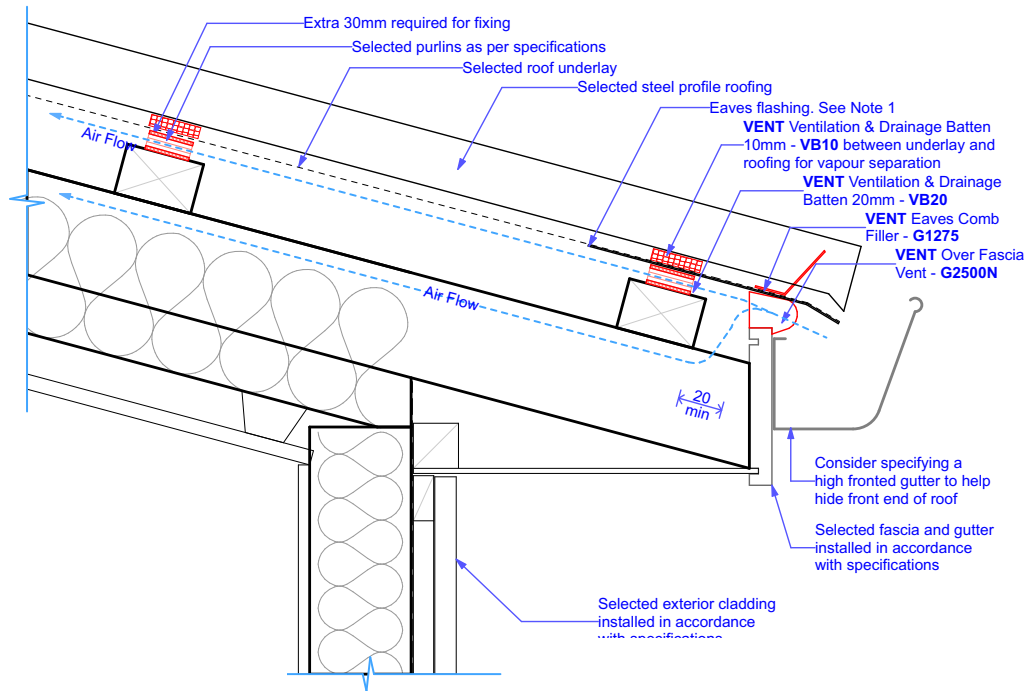 Extra 30mm required for fixing
Selected purlins as per specifications
Selected roof underlay
Selected steel profile roofing
Eaves flashing. See Note 1
VENT Ventilation & Drainage Batten
10mm - VB10 between underlay and
roofing for vapour separation
VENT Ventilation & Drainage
Batten 20mm - VB20
VENT Eaves Comb
Filler - G1275
VENT Over Fascia
Vent - G2500N
Air Flow
Air Flow
20
min
Consider specifying a
high fronted gutter to help
hide front end of roof
Selected fascia and gutter
installed in accordance
with specifications
Selected exterior cladding
installed in accordance
with specifications